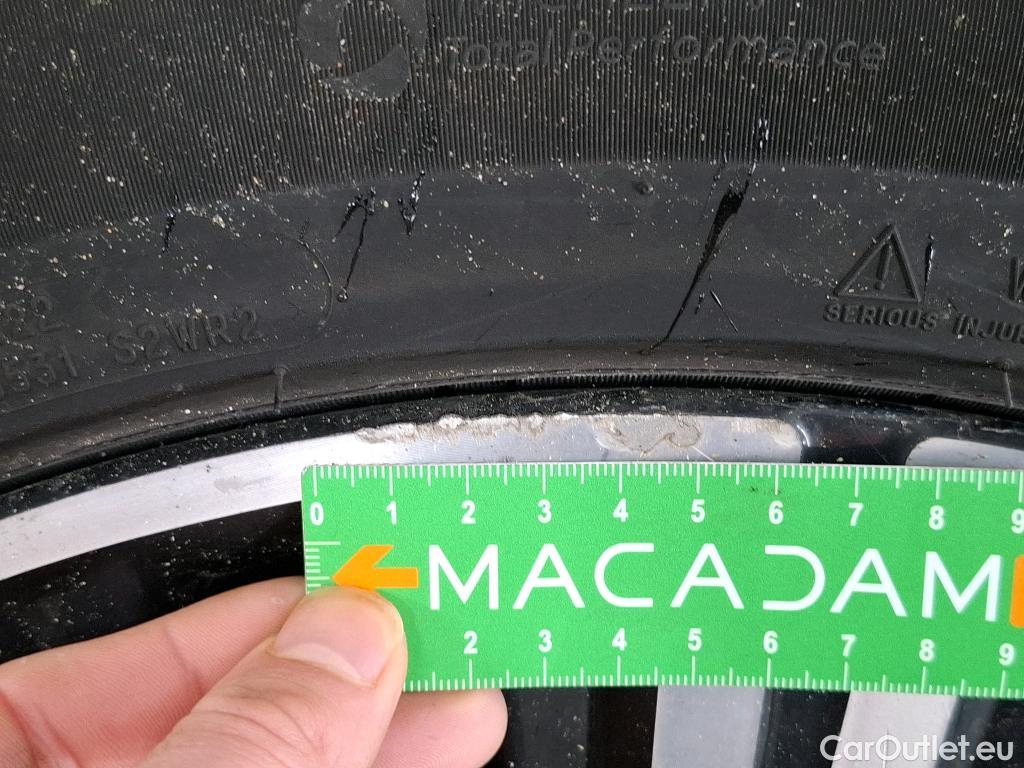 Total Performance
S2WR2
SERIOUS INJUR
0 1 2 3 4 5 6 7 8 9
MACADAM
2 3 4 5 6 7 8 9
CarOutlet.eu